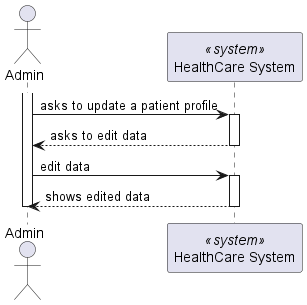 Admin
«system»
HealthCare System
asks to update a patient profile
asks to edit data
edit data
shows edited data
Admin
«system»
HealthCare System